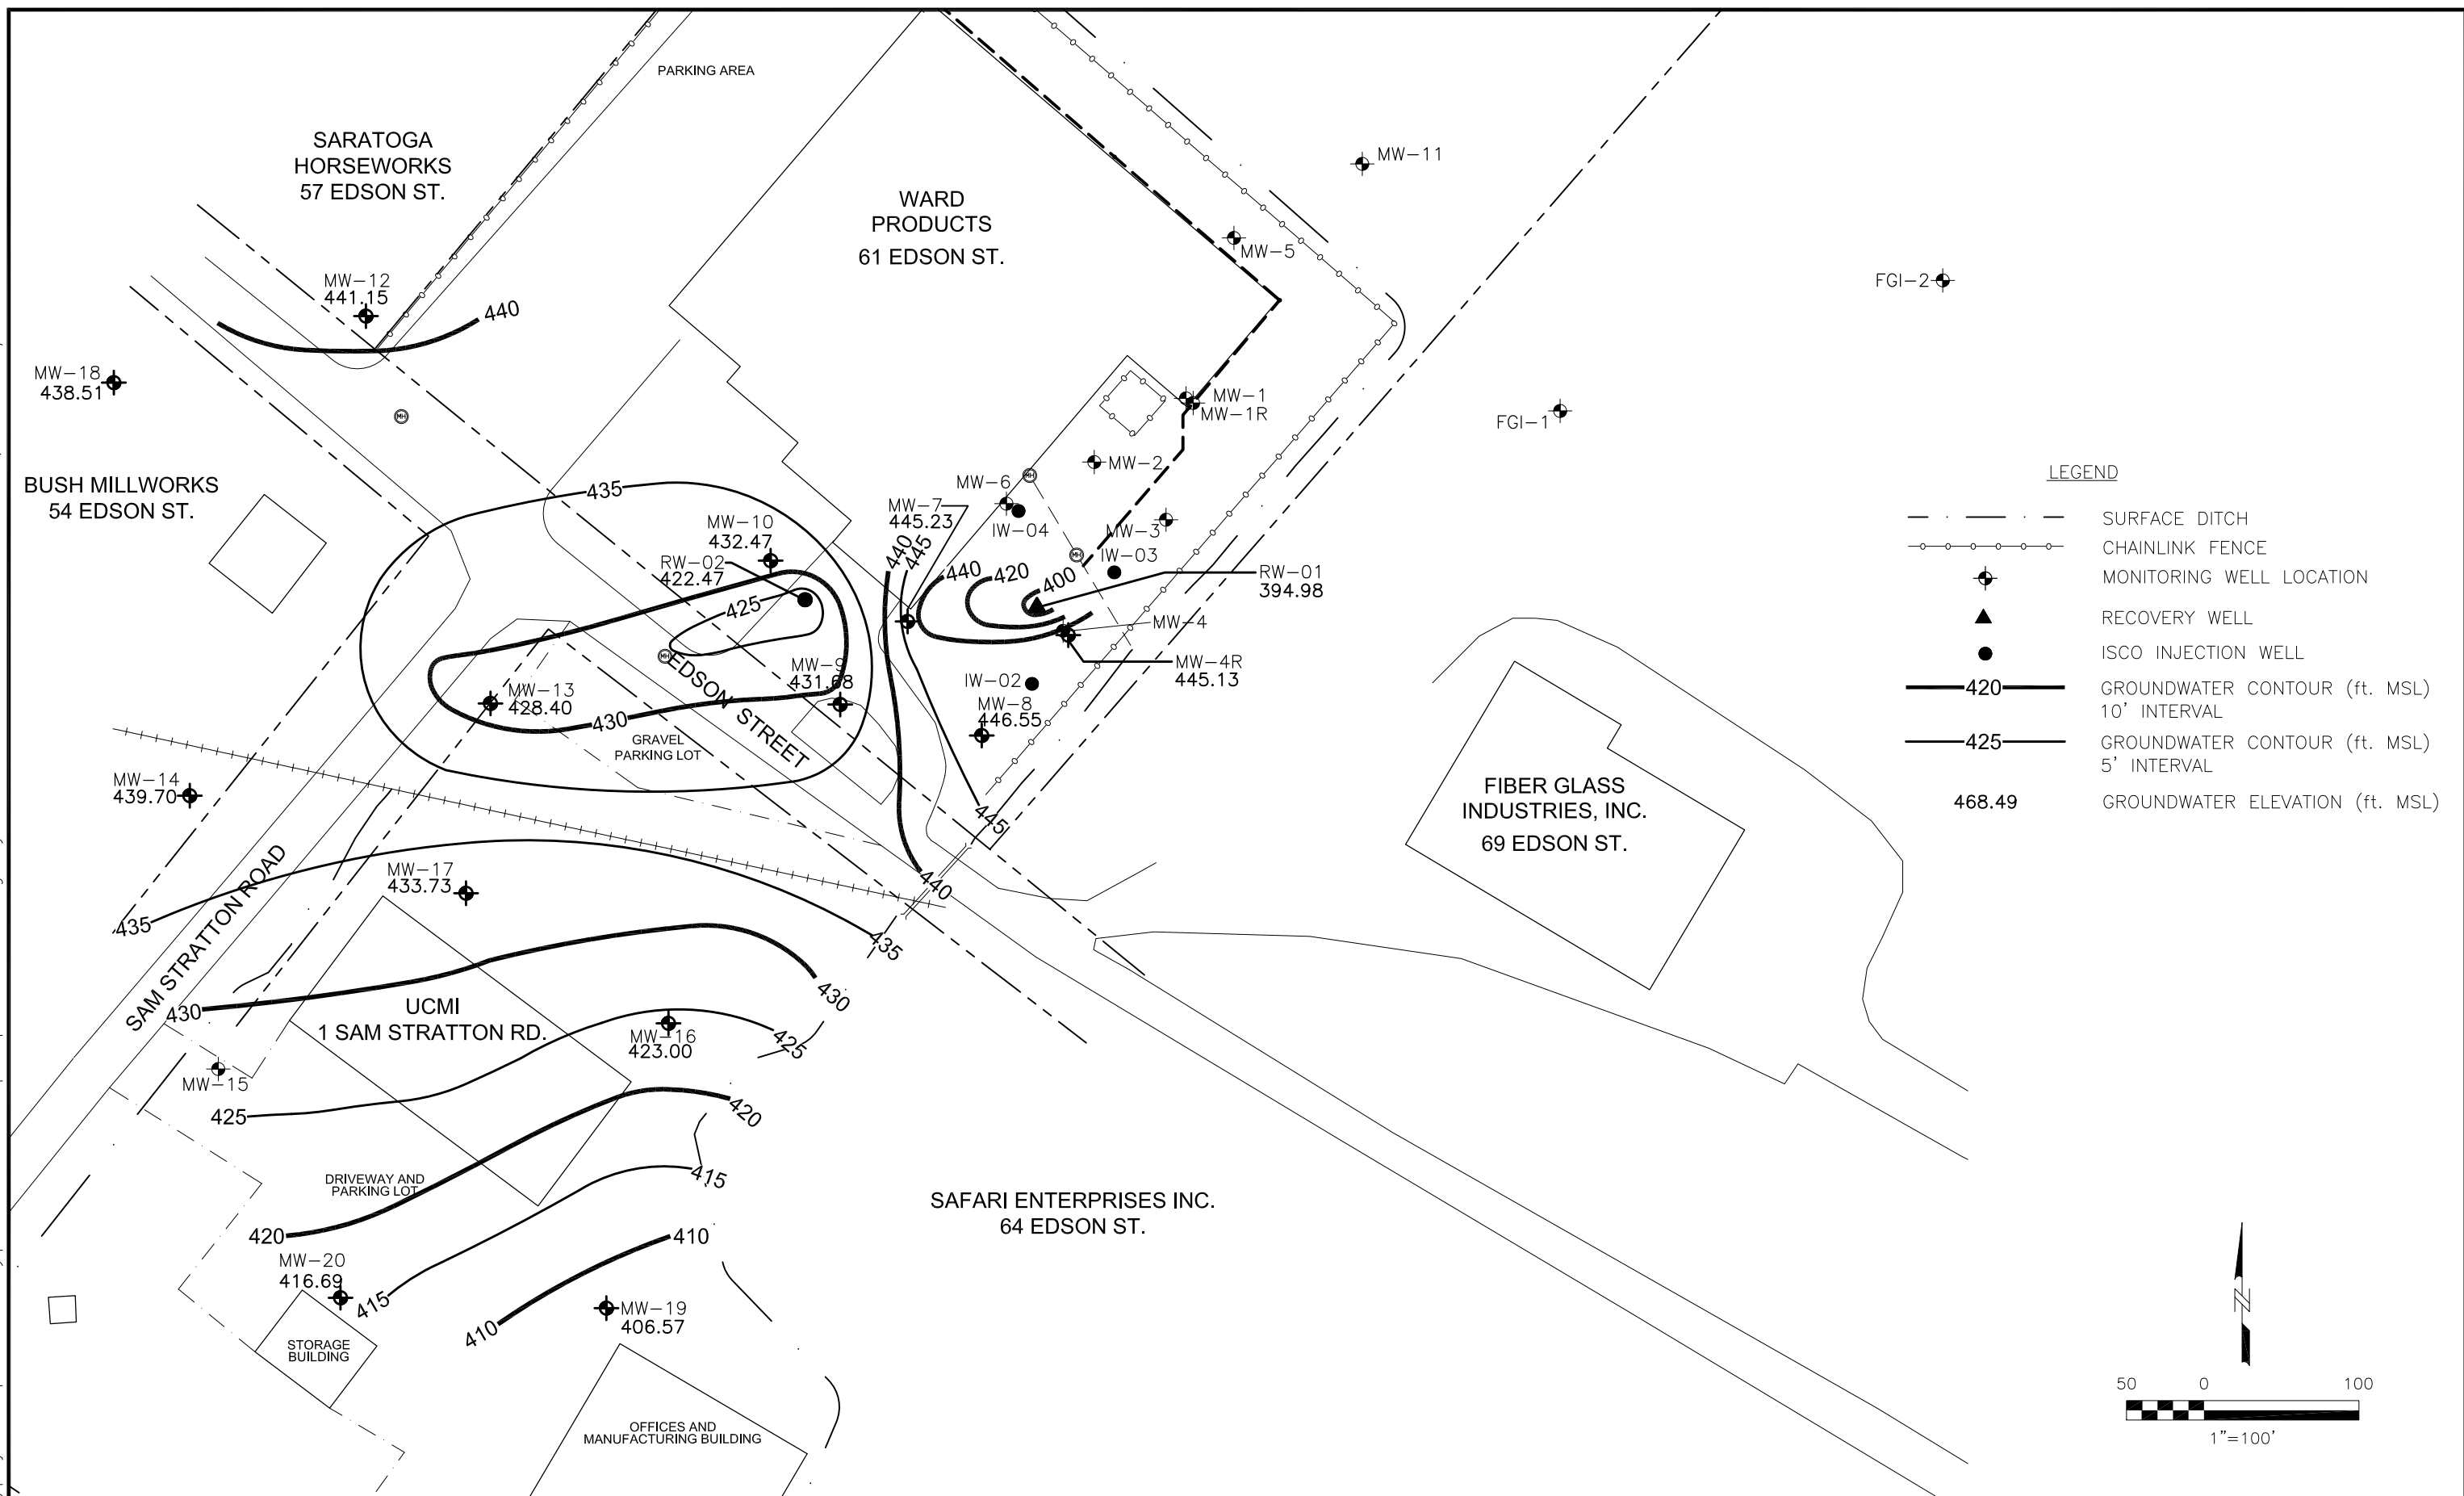 PARKING AREA
SARATOGA
HORSEWORKS
57 EDSON ST.
WARD
PRODUCTS
61 EDSON ST.
MW-11
MW-5
FGI-2
MW-12
441.15
440
MW-18
438.51
MH
MW-1
MW-1R
FGI-1
BUSH MILLWORKS
54 EDSON ST.
435
MW-10
432.47
RW-02
422.47
425
MW-7
445.23
MW-6
MH
IW-04
MW-2
MW-3
MH
IW-03
440
445
440
420
400
RW-01
394.98
MW-4
MW-4R
445.13
IW-02
MW-8
446.55
MH
EDSON STREET
MW-9
431.68
MW-13
428.40
430
GRAVEL
PARKING LOT
MW-14
439.70
445
440
MW-17
433.73
435
435
SAM STRATTON ROAD
430
430
UCMI
1 SAM STRATTON RD.
MW-16
423.00
425
MW-15
425
420
DRIVEWAY AND
PARKING LOT
415
420
410
MW-20
416.69
415
410
MW-19
406.57
STORAGE
BUILDING
OFFICES AND
MANUFACTURING BUILDING
FIBER GLASS
INDUSTRIES, INC.
69 EDSON ST.
SAFARI ENTERPRISES INC.
64 EDSON ST.
LEGEND
SURFACE DITCH
CHAINLINK FENCE
MONITORING WELL LOCATION
RECOVERY WELL
ISCO INJECTION WELL
420 GROUNDWATER CONTOUR (ft. MSL)
10' INTERVAL
425 GROUNDWATER CONTOUR (ft. MSL)
5' INTERVAL
468.49 GROUNDWATER ELEVATION (ft. MSL)
N
50 0 100
1"=100'